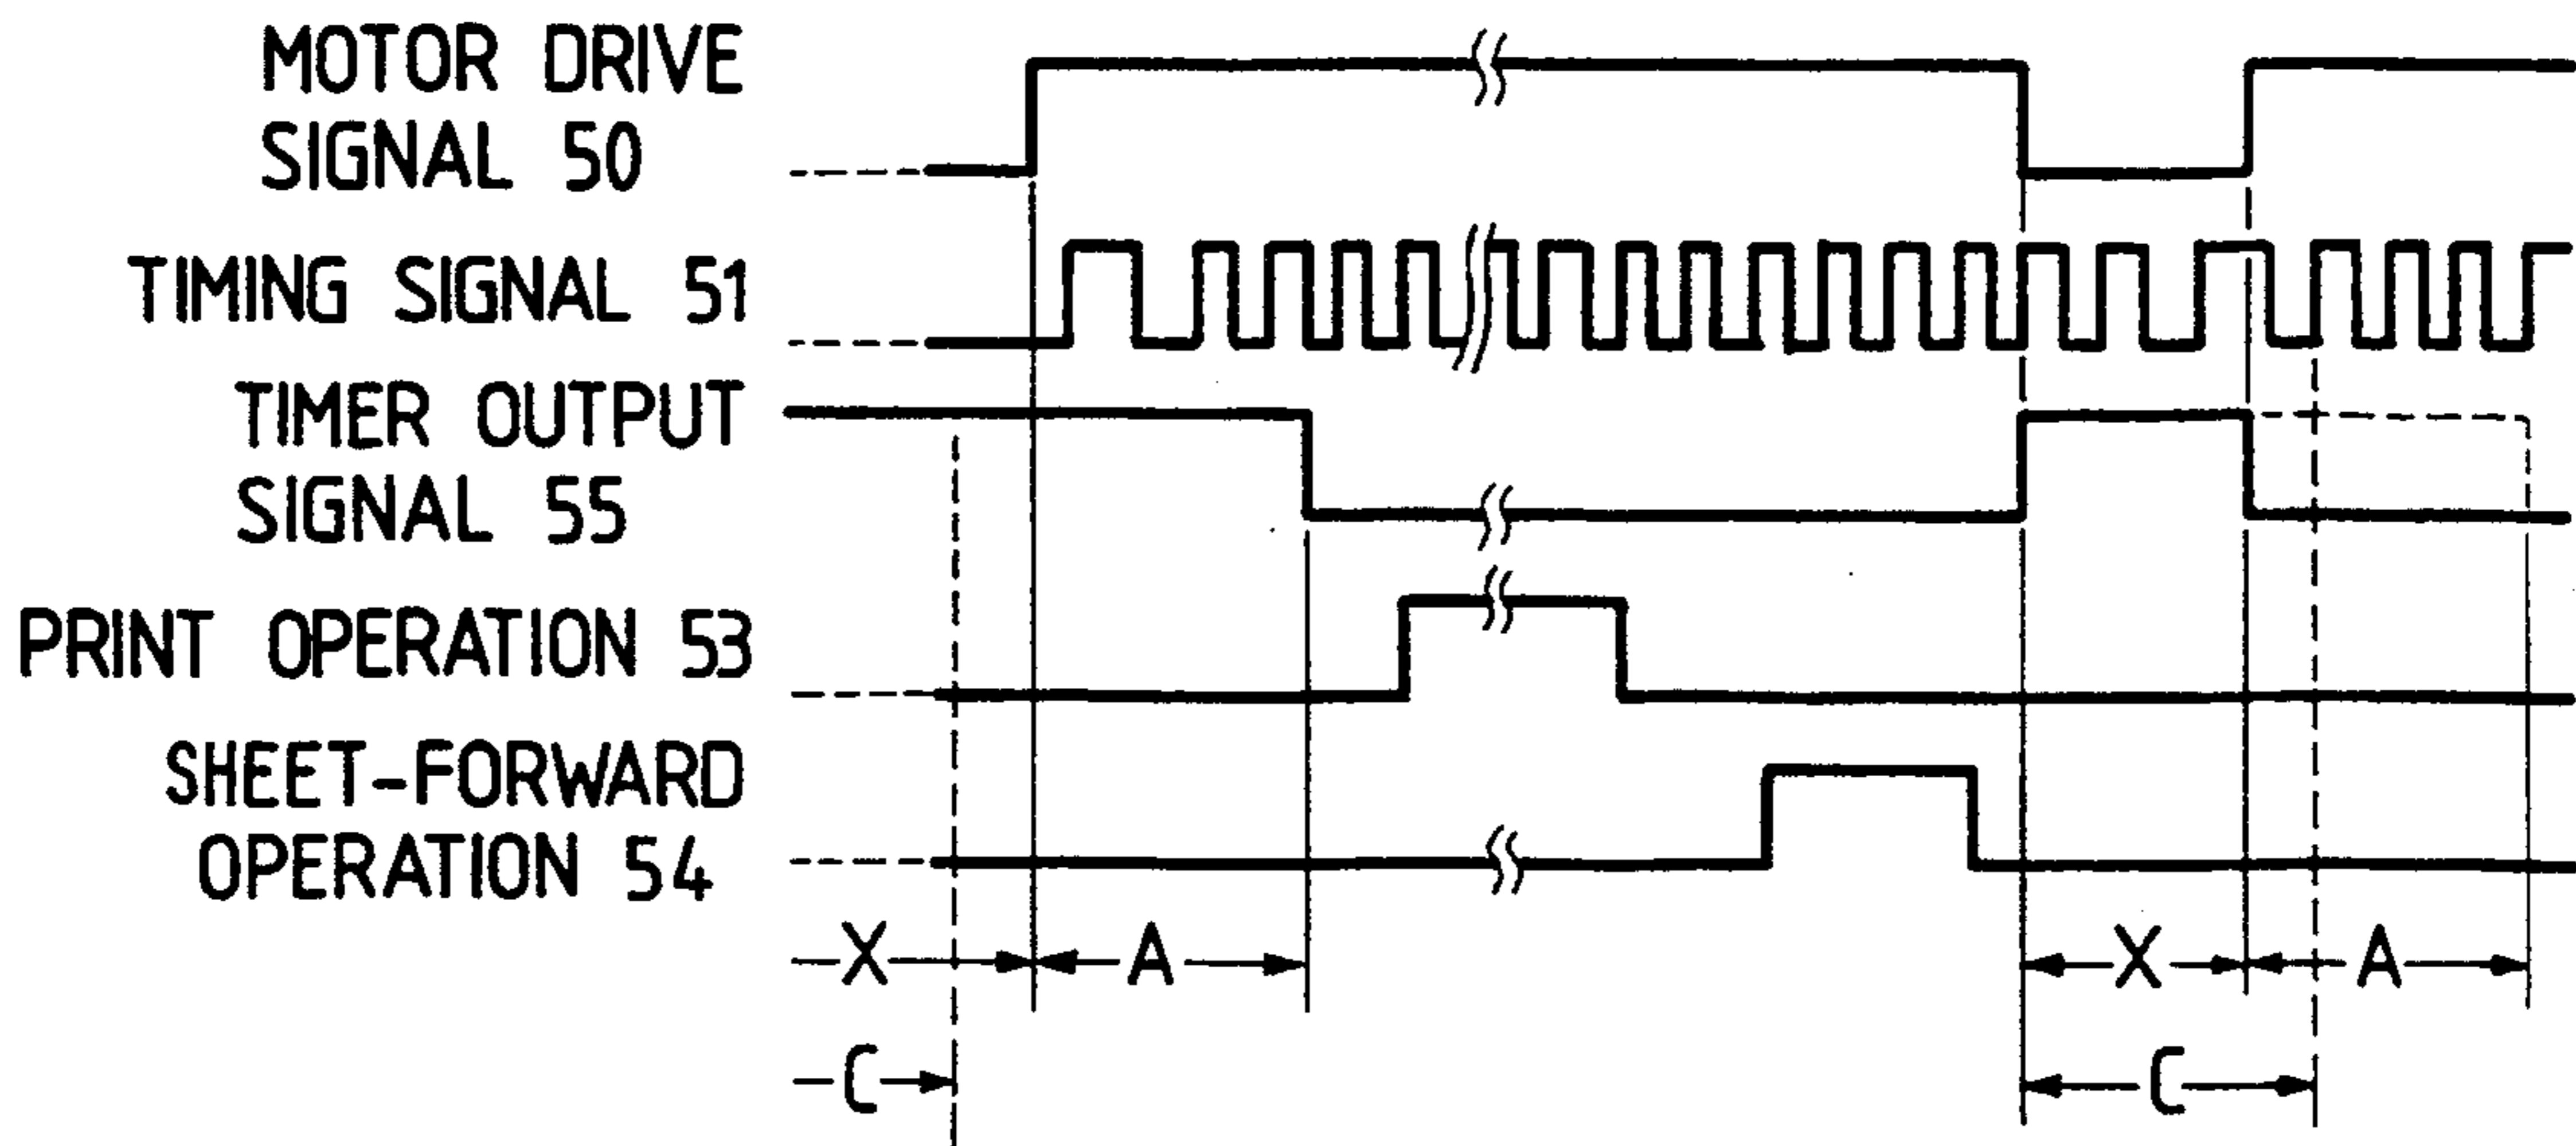 MOTOR DRIVE
SIGNAL 50
TIMING SIGNAL 51
TIMER OUTPUT
SIGNAL 55
PRINT OPERATION 53
SHEET-FORWARD
OPERATION 54
X A X A
C C